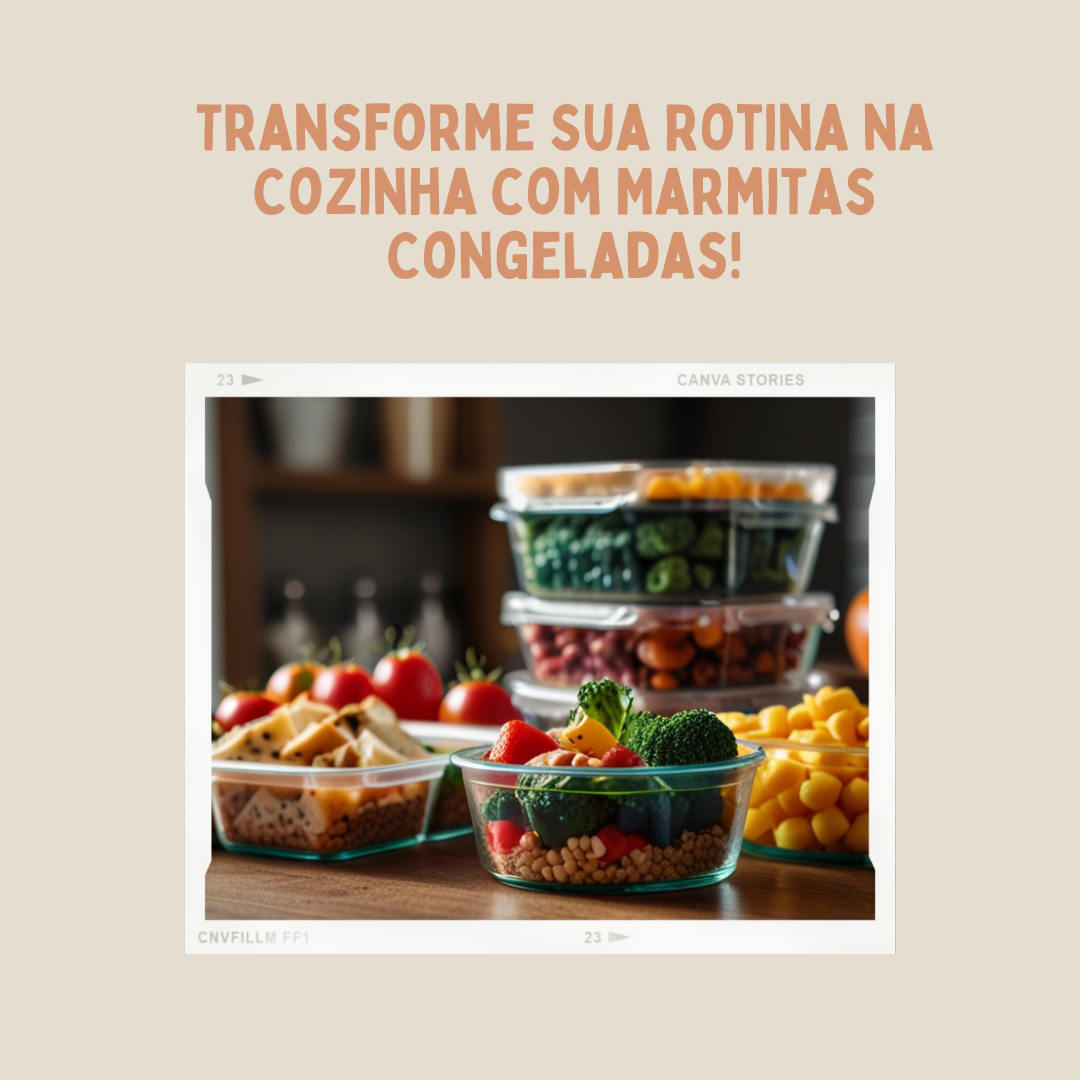 TRANSFORME SUA ROTINA NA
COZINHA COM MARMITAS
CONGELADAS!
23 CANVA STORIES
CNVFILLM FF1 23